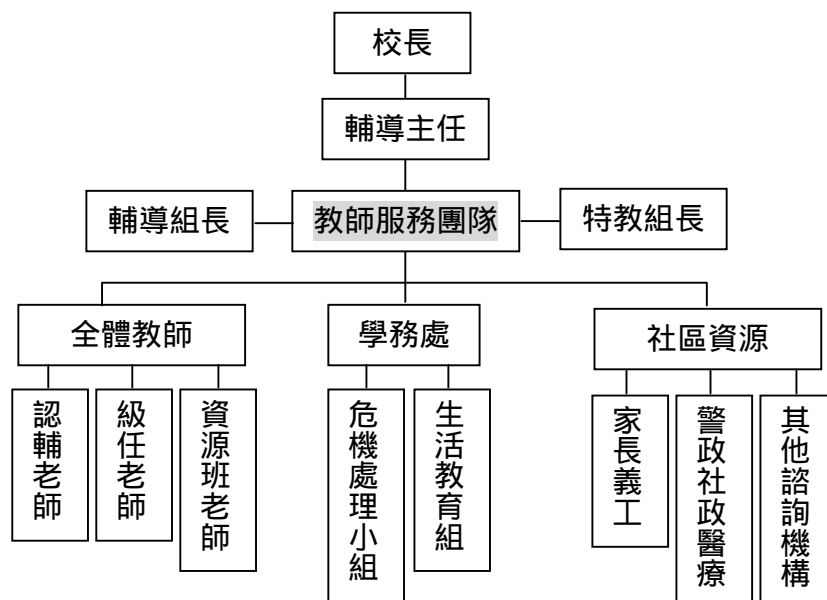 校長
輔導主任
輔導組長
教師服務團隊
特教組長
全體教師
學務處
社區資源
認輔老師
級任老師
資源班老師
危機處理小組
生活教育組
家長義工
警政社政醫療
其他諮詢機構